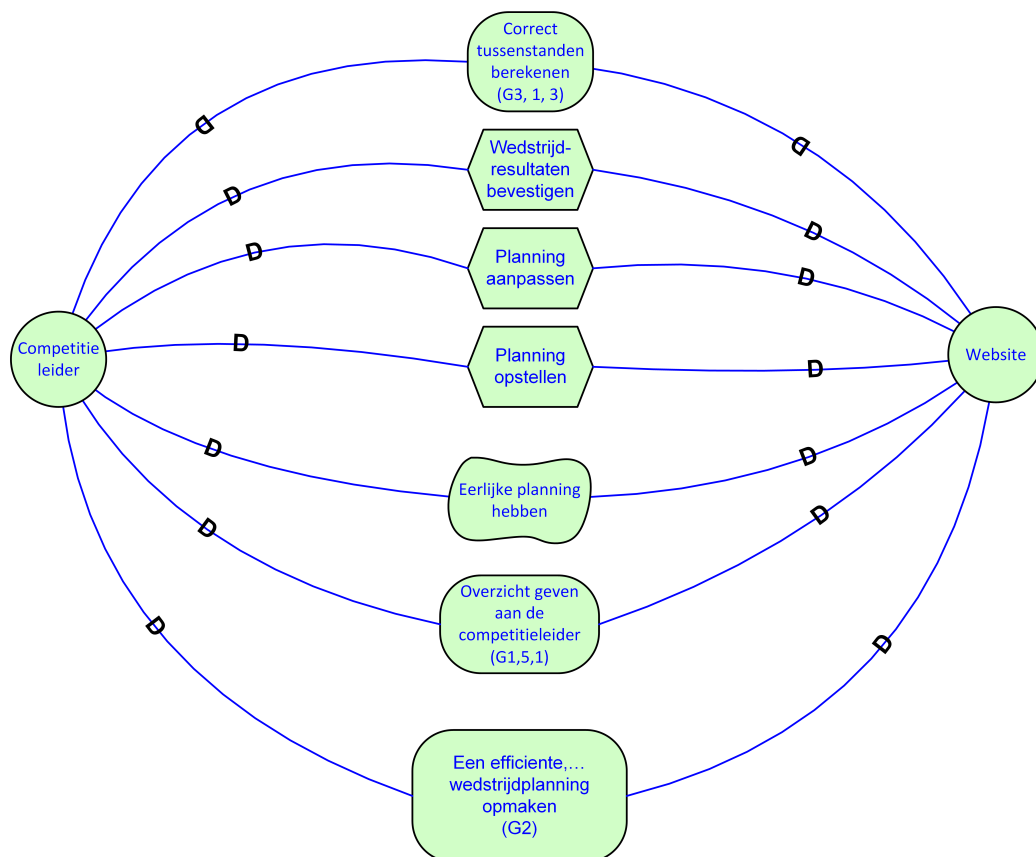 Correct
tussenstanden
berekenen
(G3, 1, 3)
D
D
Wedstrijd-
resultaten
bevestigen
D
D
Planning
aanpassen
D
D
Competitie
leider
Planning
opstellen
D
D
Website
Eerlijke planning
hebben
D
D
Overzicht geven
aan de
competitieleider
(G1,5,1)
D
D
Een efficiente,...
wedstrijdplanning
opmaken
(G2)
D
D